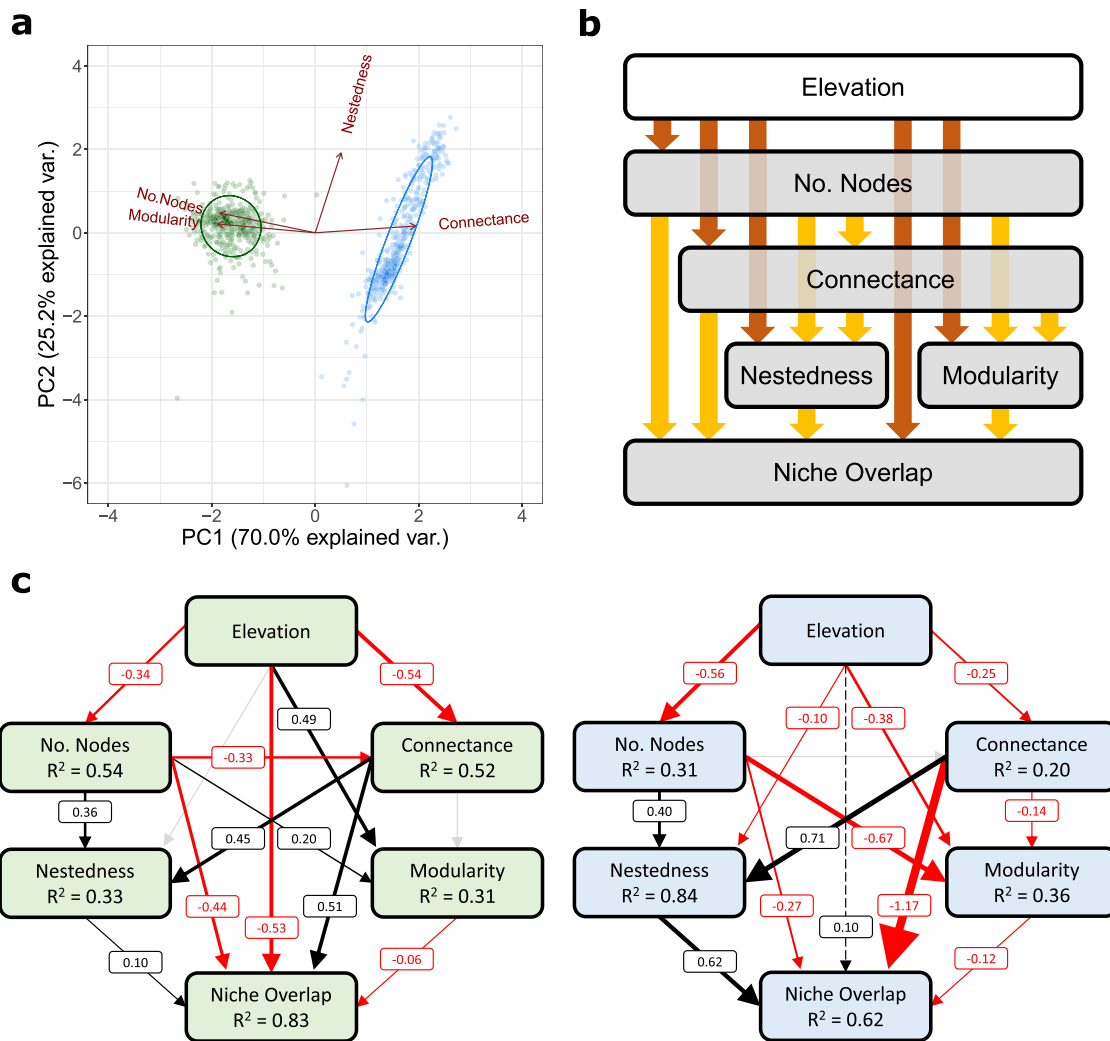 a
4
2
0
−2
−4
−6
PC2 (25.2% explained var.)
−4
−2
0
2
4
PC1 (70.0% explained var.)
Nestedness
No.Nodes
Modularity
Connectance
b
Elevation
No. Nodes
Connectance
Nestedness
Modularity
Niche Overlap
c
Elevation
-0.34
-0.54
0.49
No. Nodes
R² = 0.54
-0.33
Connectance
R² = 0.52
0.36
0.45
0.20
Nestedness
R² = 0.33
Modularity
R² = 0.31
-0.44
-0.53
0.51
0.10
-0.06
Niche Overlap
R² = 0.83
Elevation
-0.56
-0.25
-0.10
-0.38
No. Nodes
R² = 0.31
Connectance
R² = 0.20
0.40
0.71
-0.67
-0.14
Nestedness
R² = 0.84
Modularity
R² = 0.36
-0.27
0.10
-1.17
0.62
-0.12
Niche Overlap
R² = 0.62